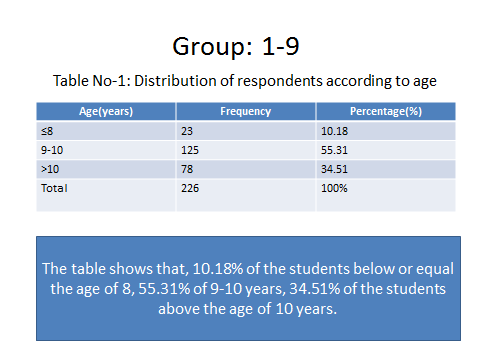 Group: 1-9
Table No-1: Distribution of respondents according to age
Age(years) Frequency Percentage(%)
≤8 23 10.18
9-10 125 55.31
>10 78 34.51
Total 226 100%
The table shows that, 10.18% of the students below or equal
the age of 8, 55.31% of 9-10 years, 34.51% of the students
above the age of 10 years.